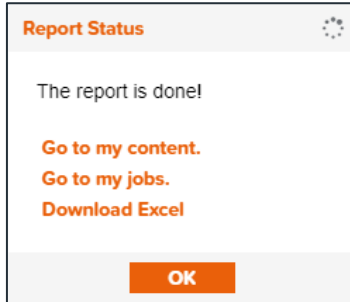 Report Status
The report is done!
Go to my content.
Go to my jobs.
Download Excel
OK